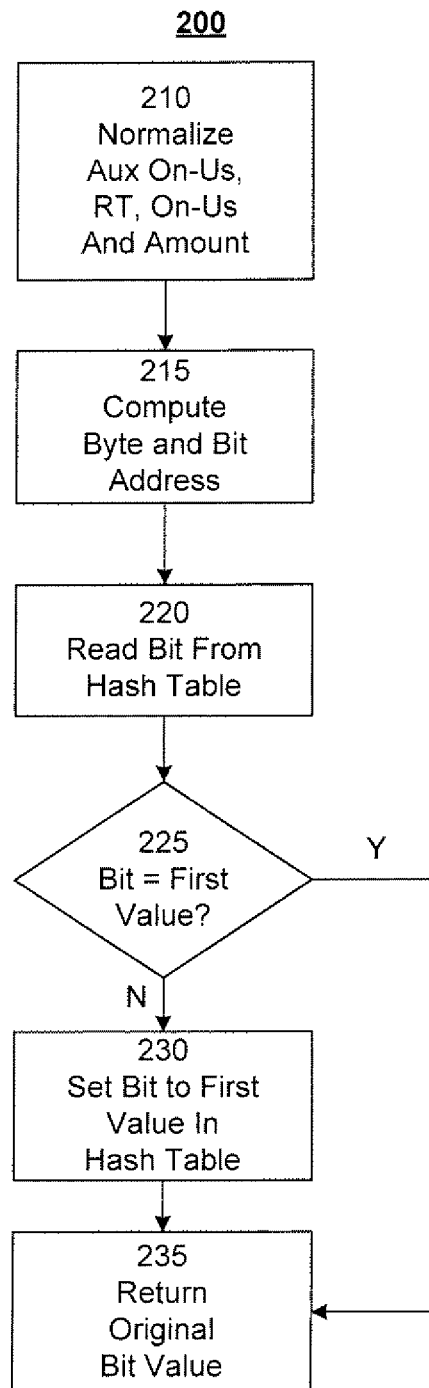 200
210
Normalize
Aux On-Us,
RT, On-Us
And Amount
215
Compute
Byte and Bit
Address
220
Read Bit From
Hash Table
225
Bit = First
Value?
Y
N
230
Set Bit to First
Value In
Hash Table
235
Return
Original
Bit Value